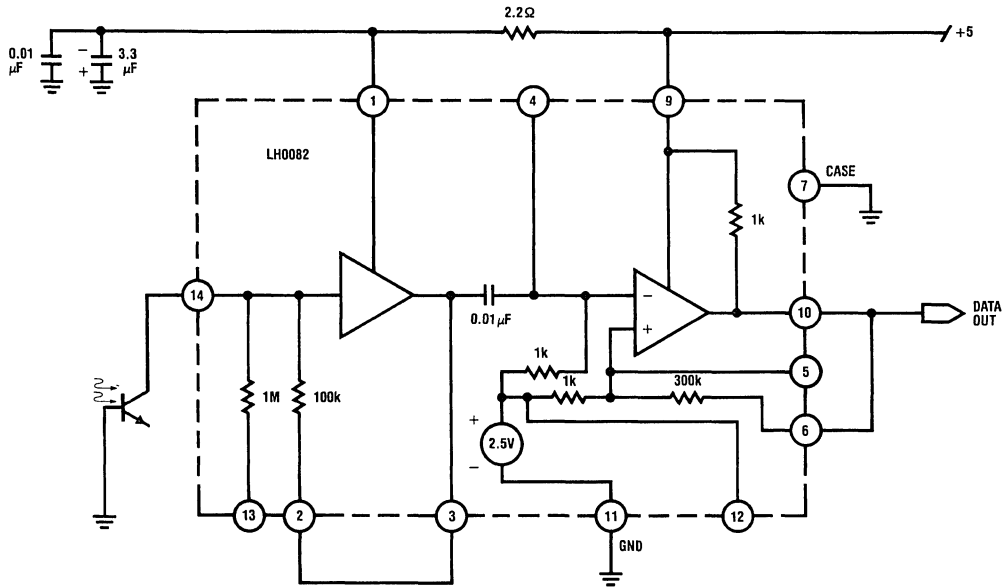 2.2Ω
+5
0.01
μF
−
+
3.3
μF
1
4
9
LH0082
7
CASE
1k
14
0.01μF
−
+
10
DATA
OUT
1k
1k
300k
5
1M
100k
+
2.5V
−
6
13
2
3
11
GND
12